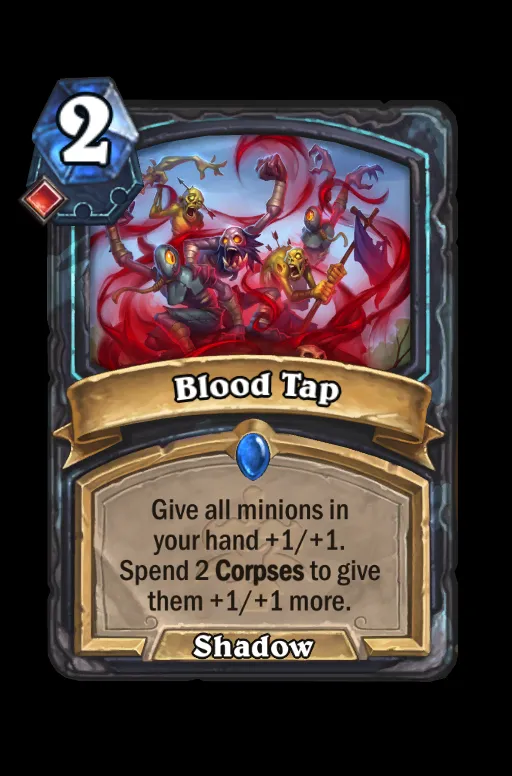 2
Blood Tap
Give all minions in
your hand +1/+1.
Spend 2 Corpses to give
them +1/+1 more.
Shadow